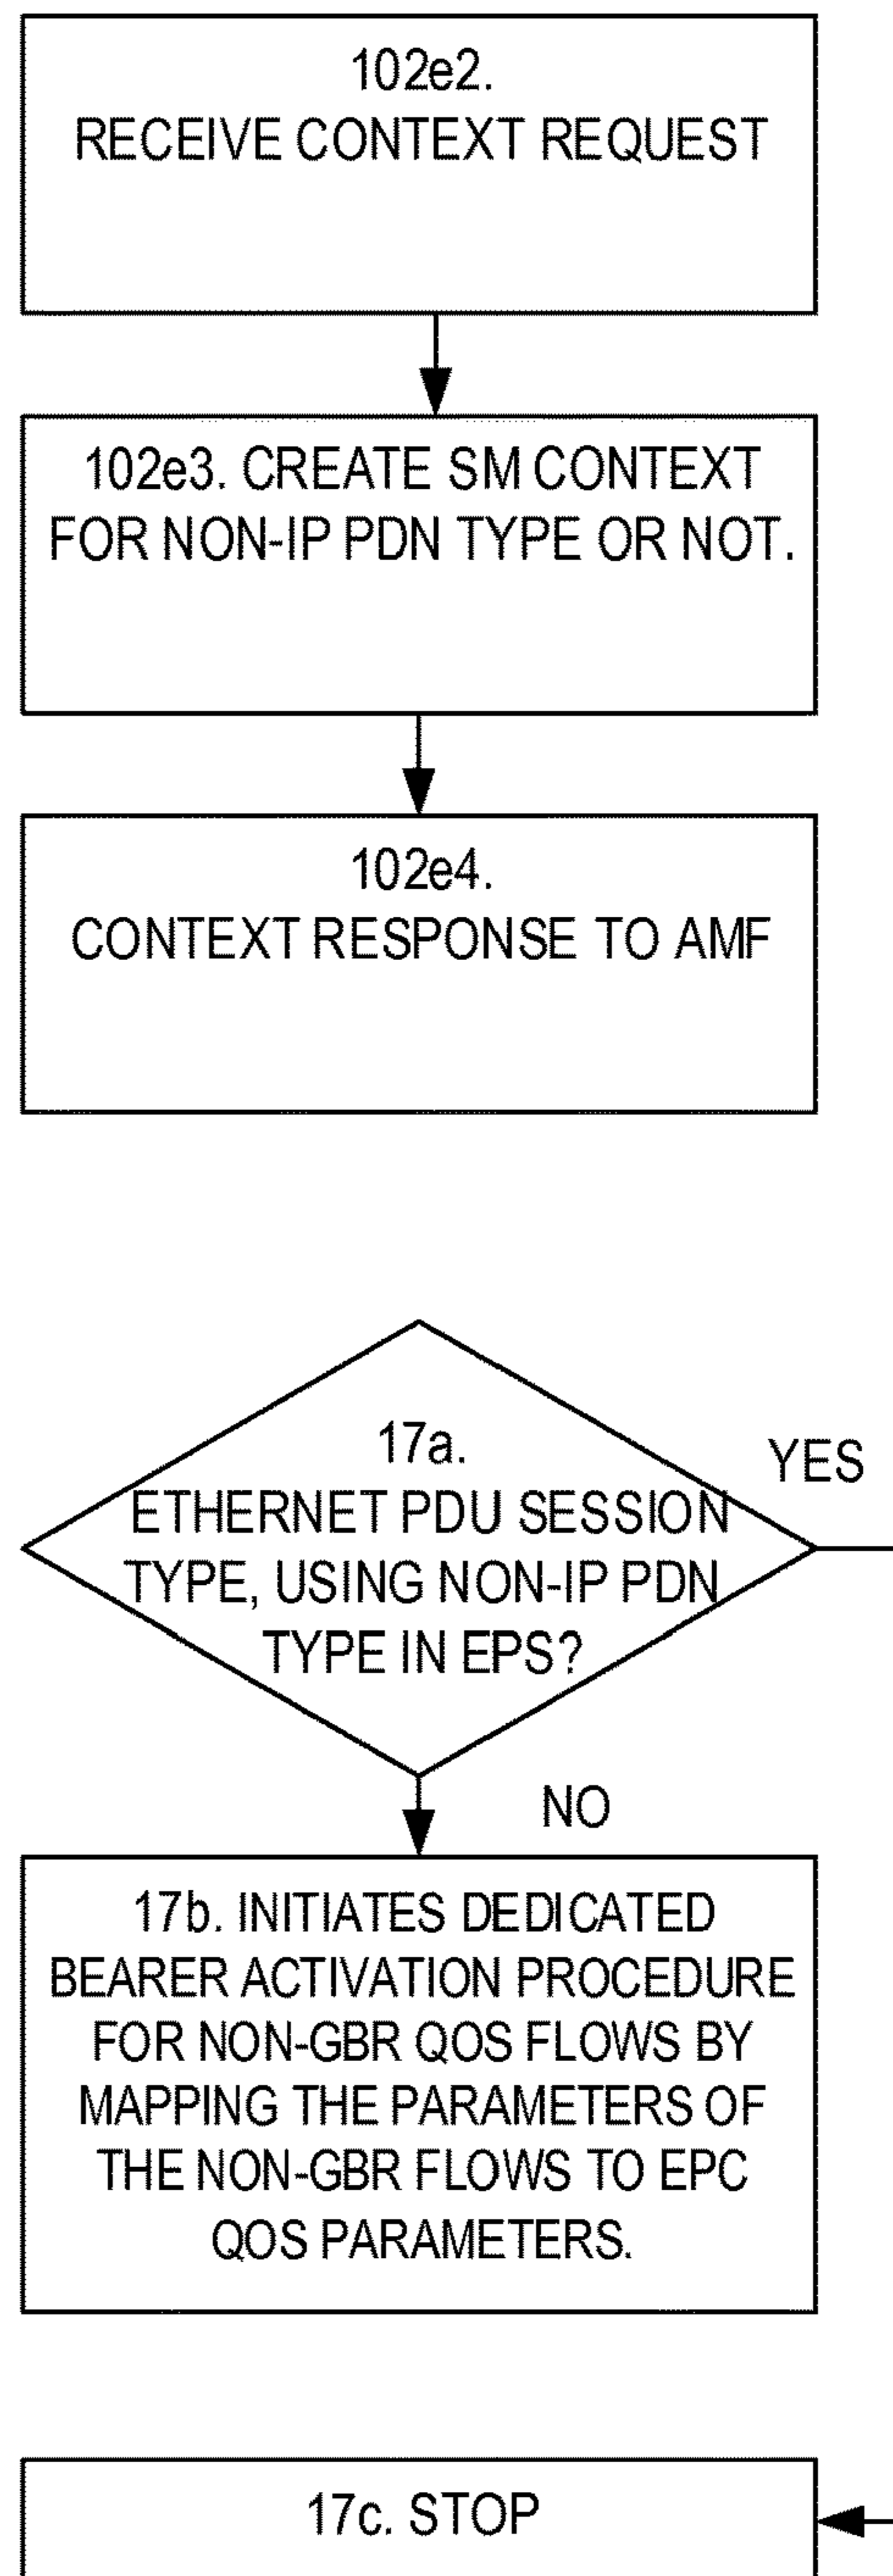 102e2.
RECEIVE CONTEXT REQUEST
102e3. CREATE SM CONTEXT
FOR NON-IP PDN TYPE OR NOT.
102e4.
CONTEXT RESPONSE TO AMF
17a.
ETHERNET PDU SESSION
TYPE, USING NON-IP PDN
TYPE IN EPS?
YES
NO
17b. INITIATES DEDICATED
BEARER ACTIVATION PROCEDURE
FOR NON-GBR QOS FLOWS BY
MAPPING THE PARAMETERS OF
THE NON-GBR FLOWS TO EPC
QOS PARAMETERS.
17c. STOP